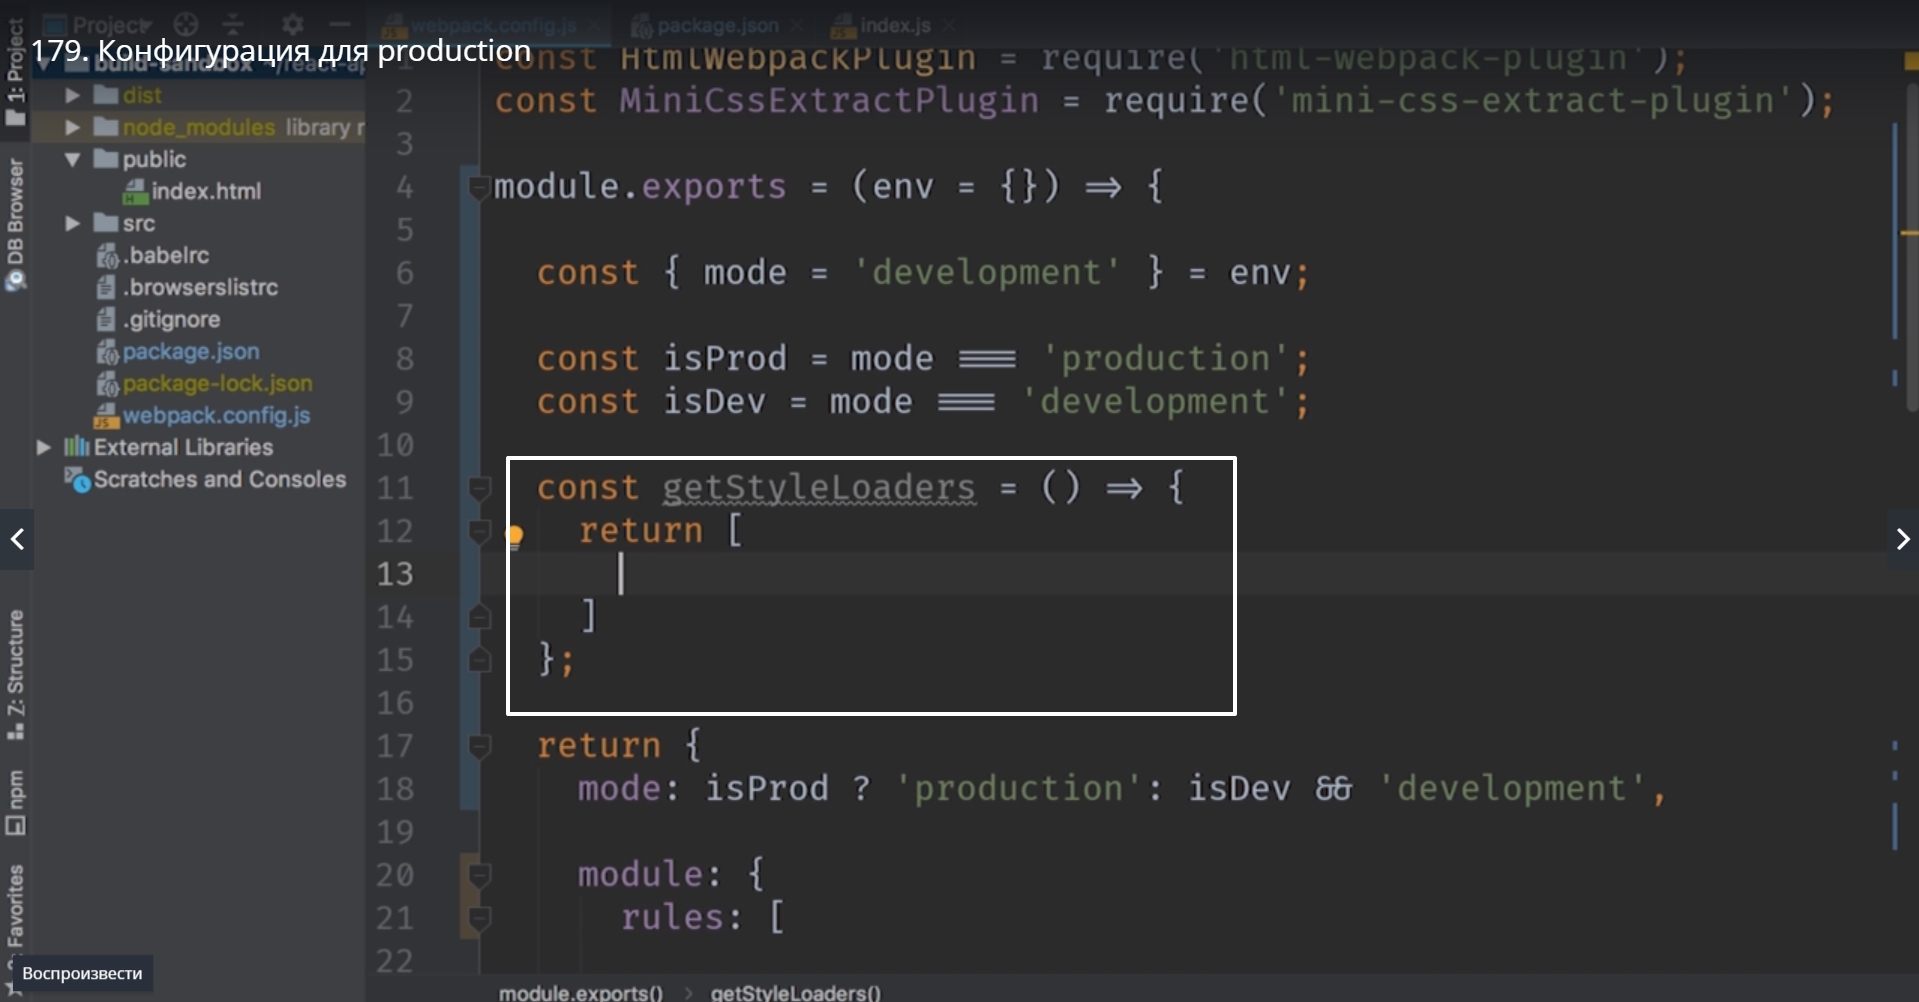 Project
webpack.config.js
package.json
index.js
179. Конфигурация для production
1: Project
build-sandbox ~/react-ap
dist
node_modules library r
public
index.html
src
.babelrc
.browserslistrc
.gitignore
package.json
package-lock.json
webpack.config.js
External Libraries
Scratches and Consoles
DB Browser
Z: Structure
npm
Favorites
Воспроизвести
1 const HtmlWebpackPlugin = require('html-webpack-plugin');
2 const MiniCssExtractPlugin = require('mini-css-extract-plugin');
3
4 module.exports = (env = {}) => {
5
6 const { mode = 'development' } = env;
7
8 const isProd = mode === 'production';
9 const isDev = mode === 'development';
10
11 const getStyleLoaders = () => {
12 return [
13
14 ]
15 };
16
17 return {
18 mode: isProd ? 'production': isDev && 'development',
19
20 module: {
21 rules: [
22
module.exports() > getStyleLoaders()